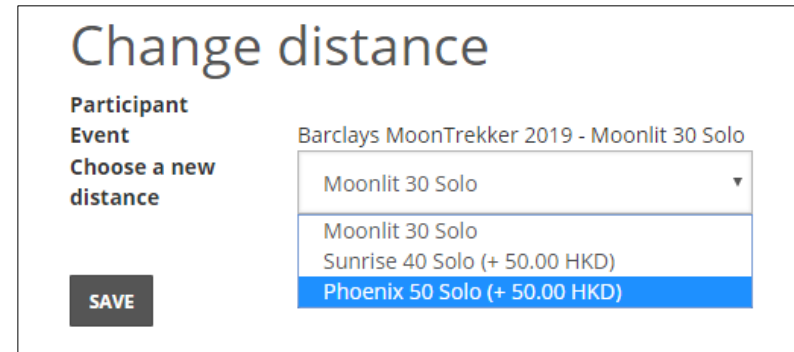 Change distance
Participant
Event Barclays MoonTrekker 2019 - Moonlit 30 Solo
Choose a new distance Moonlit 30 Solo
Moonlit 30 Solo
Sunrise 40 Solo (+ 50.00 HKD)
Phoenix 50 Solo (+ 50.00 HKD)
SAVE